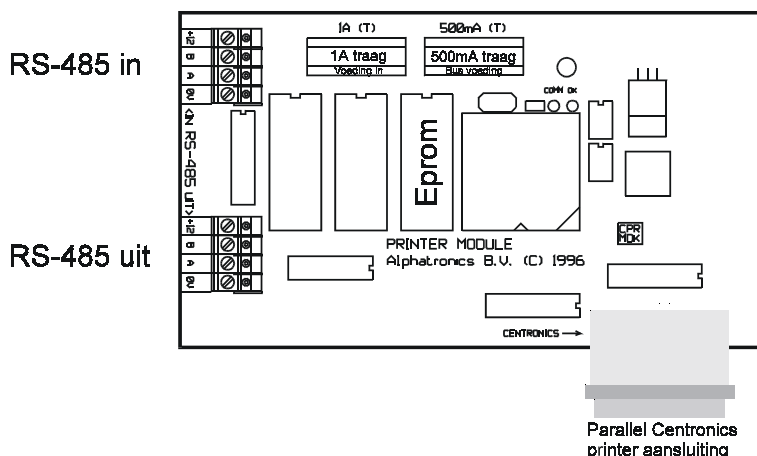 RS-485 in
+12
B
A
0V
<IN RS-485 UIT>
RS-485 uit
+12
B
A
0V
1A (T)
1A traag
Voeding in
500mA (T)
500mA traag
Bus voeding
COMM OK
Eprom
PRINTER MODULE
Alphatronics B.V. (C) 1996
CPR
MDK
CENTRONICS →
Parallel Centronics
printer aansluiting